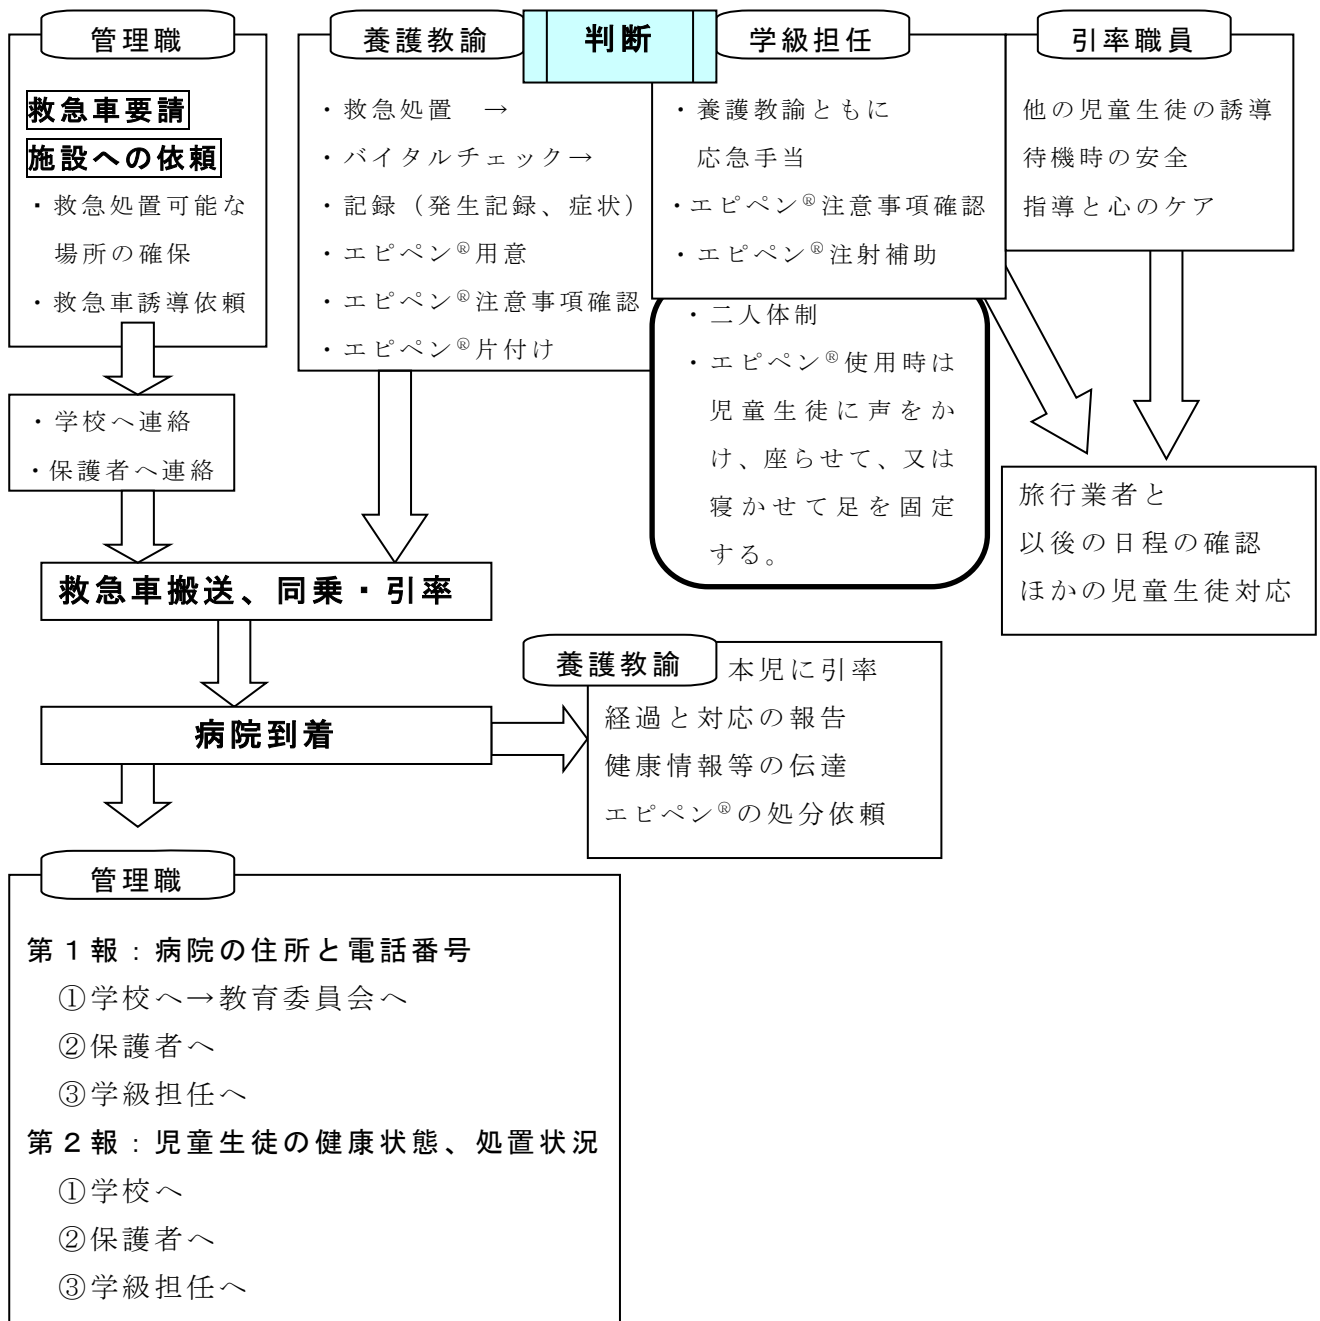 管理職
救急車要請
施設への依頼
・救急処置可能な
場所の確保
・救急車誘導依頼
・学校へ連絡
・保護者へ連絡
養護教諭
・救急処置　→
・バイタルチェック→
・記録（発生記録、症状）
・エピペン®用意
・エピペン®注意事項確認
・エピペン®片付け
判断
学級担任
・養護教諭ともに
応急手当
・エピペン®注意事項確認
・エピペン®注射補助
・二人体制
・エピペン®使用時は
児童生徒に声をか
け、座らせて、又は
寝かせて足を固定
する。
引率職員
他の児童生徒の誘導
待機時の安全
指導と心のケア
旅行業者と
以後の日程の確認
ほかの児童生徒対応
救急車搬送、同乗・引率
病院到着
養護教諭
本児に引率
経過と対応の報告
健康情報等の伝達
エピペン®の処分依頼
管理職
第１報：病院の住所と電話番号
①学校へ→教育委員会へ
②保護者へ
③学級担任へ
第２報：児童生徒の健康状態、処置状況
①学校へ
②保護者へ
③学級担任へ